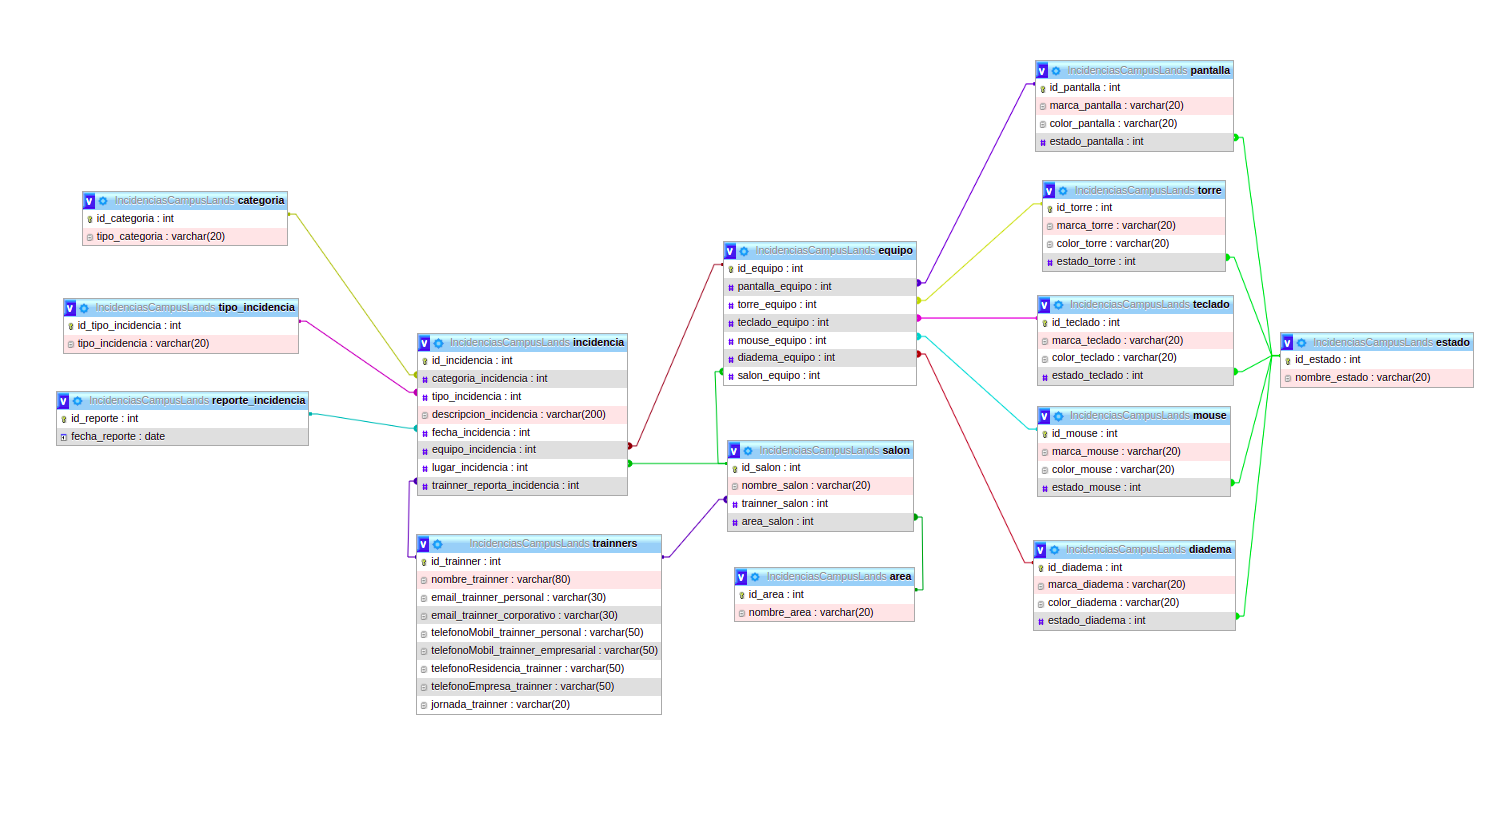 IncidenciasCampusLands categoria
id_categoria : int
tipo_categoria : varchar(20)
IncidenciasCampusLands tipo_incidencia
id_tipo_incidencia : int
tipo_incidencia : varchar(20)
IncidenciasCampusLands reporte_incidencia
id_reporte : int
fecha_reporte : date
IncidenciasCampusLands incidencia
id_incidencia : int
categoria_incidencia : int
tipo_incidencia : int
descripcion_incidencia : varchar(200)
fecha_incidencia : int
equipo_incidencia : int
lugar_incidencia : int
trainner_reporta_incidencia : int
IncidenciasCampusLands trainners
id_trainner : int
nombre_trainner : varchar(80)
email_trainner_personal : varchar(30)
email_trainner_corporativo : varchar(30)
telefonoMobil_trainner_personal : varchar(50)
telefonoMobil_trainner_empresarial : varchar(50)
telefonoResidencia_trainner : varchar(50)
telefonoEmpresa_trainner : varchar(50)
jornada_trainner : varchar(20)
IncidenciasCampusLands equipo
id_equipo : int
pantalla_equipo : int
torre_equipo : int
teclado_equipo : int
mouse_equipo : int
diadema_equipo : int
salon_equipo : int
IncidenciasCampusLands salon
id_salon : int
nombre_salon : varchar(20)
trainner_salon : int
area_salon : int
IncidenciasCampusLands area
id_area : int
nombre_area : varchar(20)
IncidenciasCampusLands pantalla
id_pantalla : int
marca_pantalla : varchar(20)
color_pantalla : varchar(20)
estado_pantalla : int
IncidenciasCampusLands torre
id_torre : int
marca_torre : varchar(20)
color_torre : varchar(20)
estado_torre : int
IncidenciasCampusLands teclado
id_teclado : int
marca_teclado : varchar(20)
color_teclado : varchar(20)
estado_teclado : int
IncidenciasCampusLands mouse
id_mouse : int
marca_mouse : varchar(20)
color_mouse : varchar(20)
estado_mouse : int
IncidenciasCampusLands diadema
id_diadema : int
marca_diadema : varchar(20)
color_diadema : varchar(20)
estado_diadema : int
IncidenciasCampusLands estado
id_estado : int
nombre_estado : varchar(20)